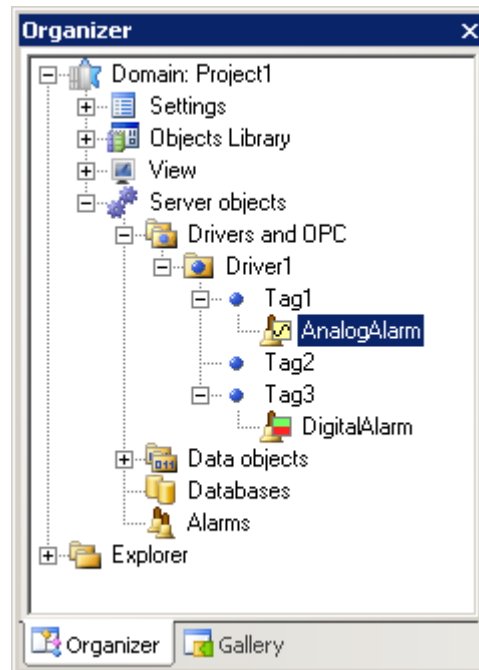 Organizer
Domain: Project1
Settings
Objects Library
View
Server objects
Drivers and OPC
Driver1
Tag1
AnalogAlarm
Tag2
Tag3
DigitalAlarm
Data objects
Databases
Alarms
Explorer
Organizer Gallery